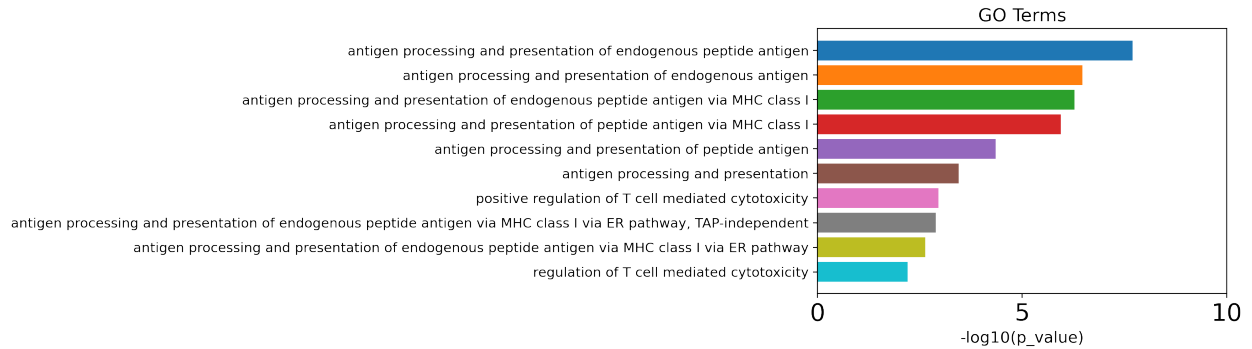 GO Terms
antigen processing and presentation of endogenous peptide antigen
antigen processing and presentation of endogenous antigen
antigen processing and presentation of endogenous peptide antigen via MHC class I
antigen processing and presentation of peptide antigen via MHC class I
antigen processing and presentation of peptide antigen
antigen processing and presentation
positive regulation of T cell mediated cytotoxicity
antigen processing and presentation of endogenous peptide antigen via MHC class I via ER pathway, TAP-independent
antigen processing and presentation of endogenous peptide antigen via MHC class I via ER pathway
regulation of T cell mediated cytotoxicity
0 5 10
-log10(p_value)